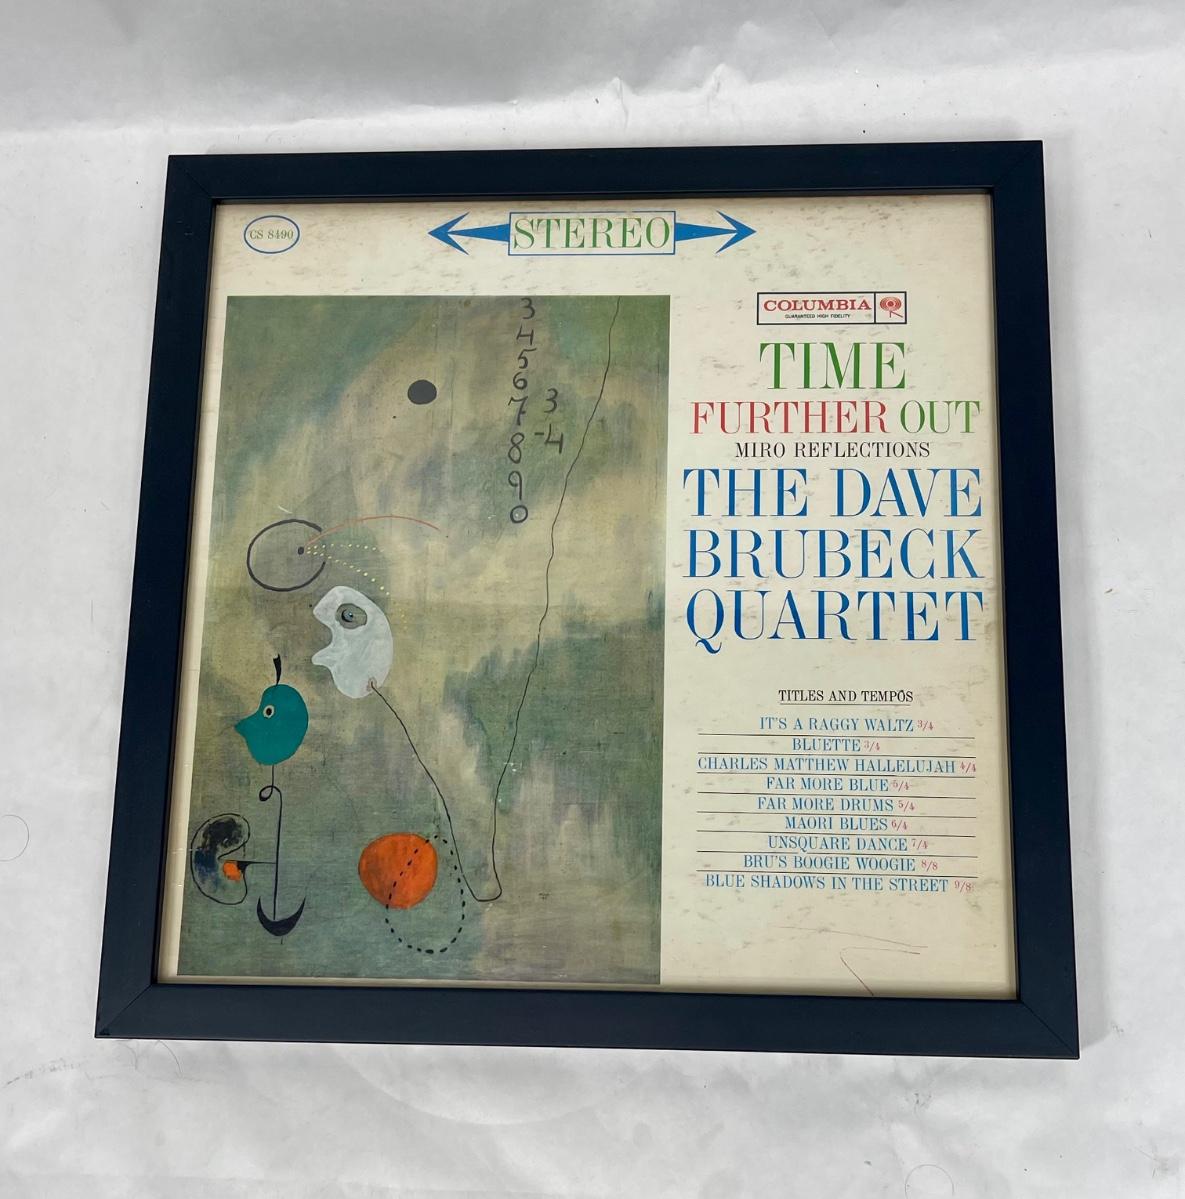 CS 8490
STEREO
3
4
5
6
7 3
8 -4
9
0
COLUMBIA
GUARANTEED HIGH FIDELITY
TIME
FURTHER OUT
MIRO REFLECTIONS
THE DAVE
BRUBECK
QUARTET
TITLES AND TEMPOS
IT'S A RAGGY WALTZ 3/4
BLUETTE 3/4
CHARLES MATTHEW HALLELUJAH 4/4
FAR MORE BLUE 5/4
FAR MORE DRUMS 5/4
MAORI BLUES 6/4
UNSQUARE DANCE 7/4
BRU'S BOOGIE WOOGIE 8/8
BLUE SHADOWS IN THE STREET 9/8